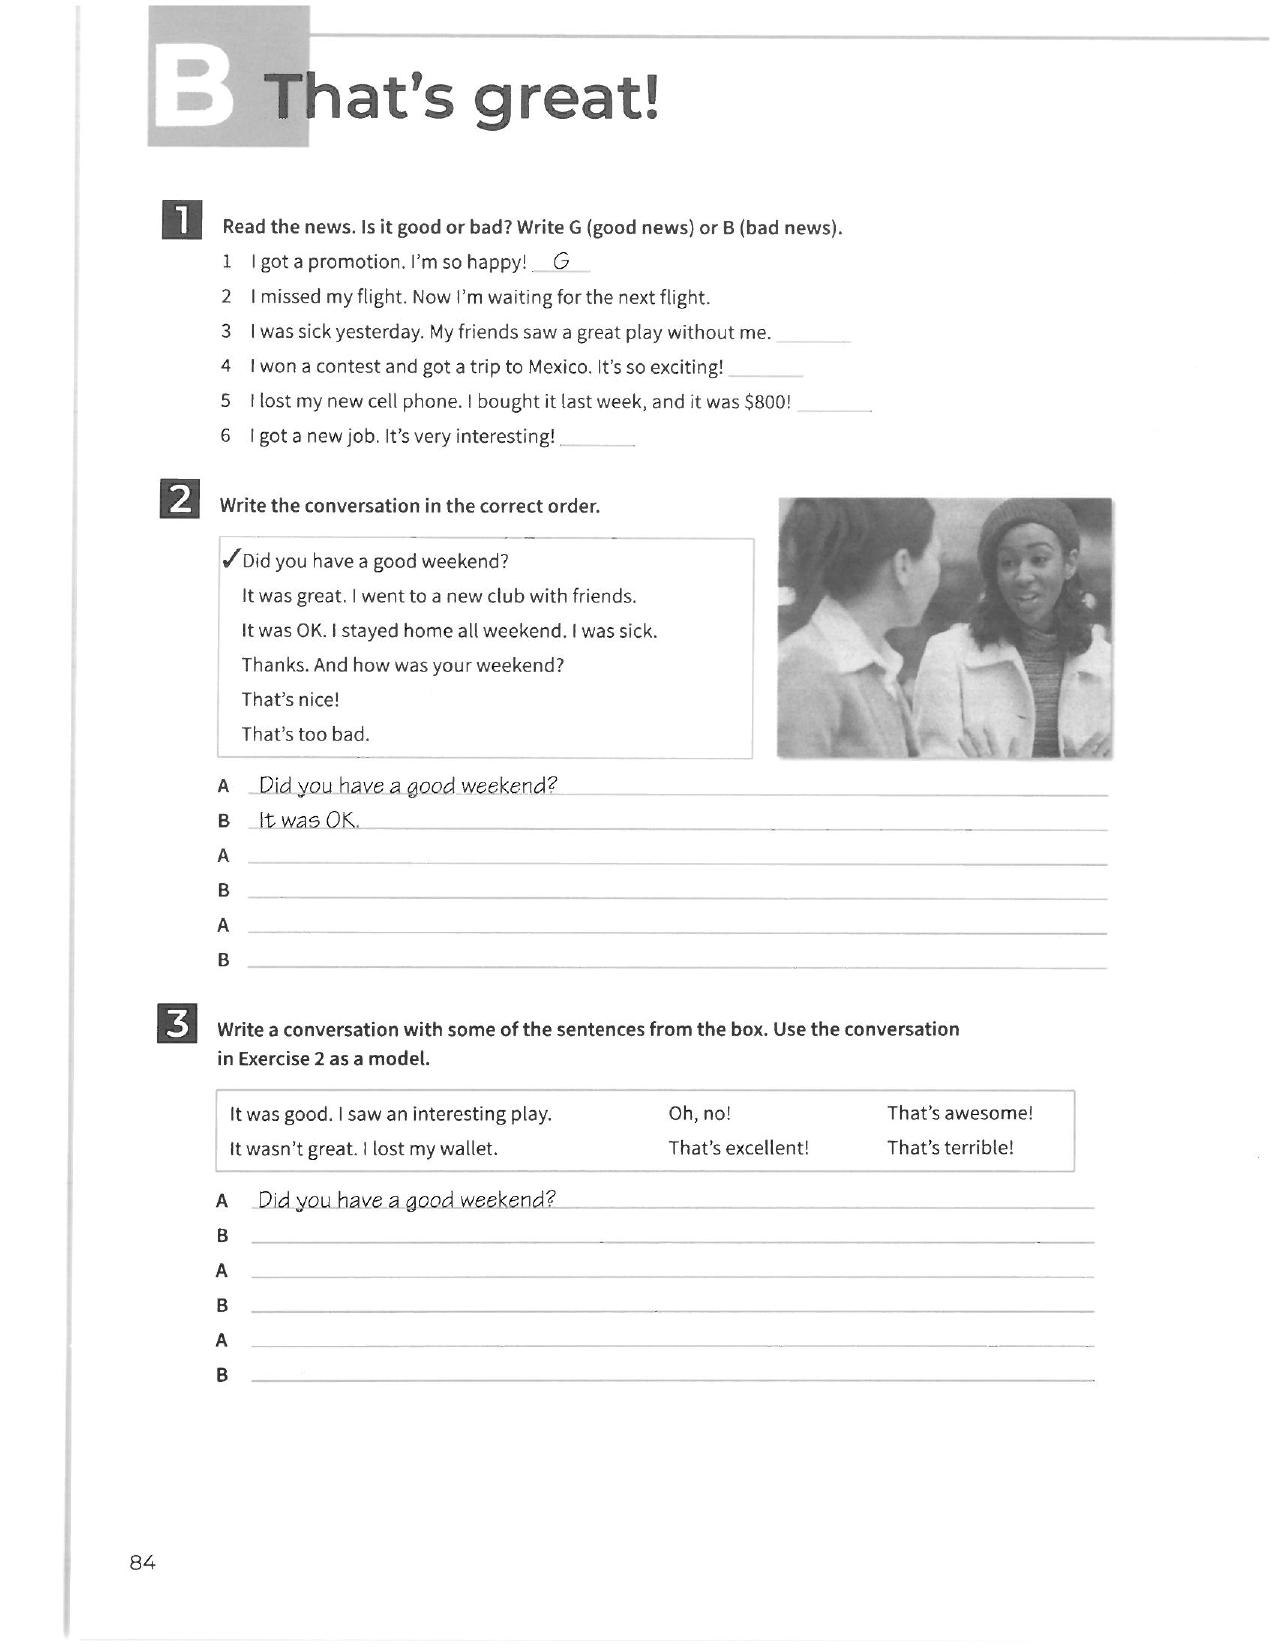 B That's great!
1 Read the news. Is it good or bad? Write G (good news) or B (bad news).
1 I got a promotion. I'm so happy! G
2 I missed my flight. Now I'm waiting for the next flight.
3 I was sick yesterday. My friends saw a great play without me.
4 I won a contest and got a trip to Mexico. It's so exciting!
5 I lost my new cell phone. I bought it last week, and it was $800!
6 I got a new job. It's very interesting!
2 Write the conversation in the correct order.
✓Did you have a good weekend?
It was great. I went to a new club with friends.
It was OK. I stayed home all weekend. I was sick.
Thanks. And how was your weekend?
That's nice!
That's too bad.
A Did you have a good weekend?
B It was OK.
A
B
A
B
3 Write a conversation with some of the sentences from the box. Use the conversation
in Exercise 2 as a model.
It was good. I saw an interesting play. Oh, no! That's awesome!
It wasn't great. I lost my wallet. That's excellent! That's terrible!
A Did you have a good weekend?
B
A
B
A
B
84